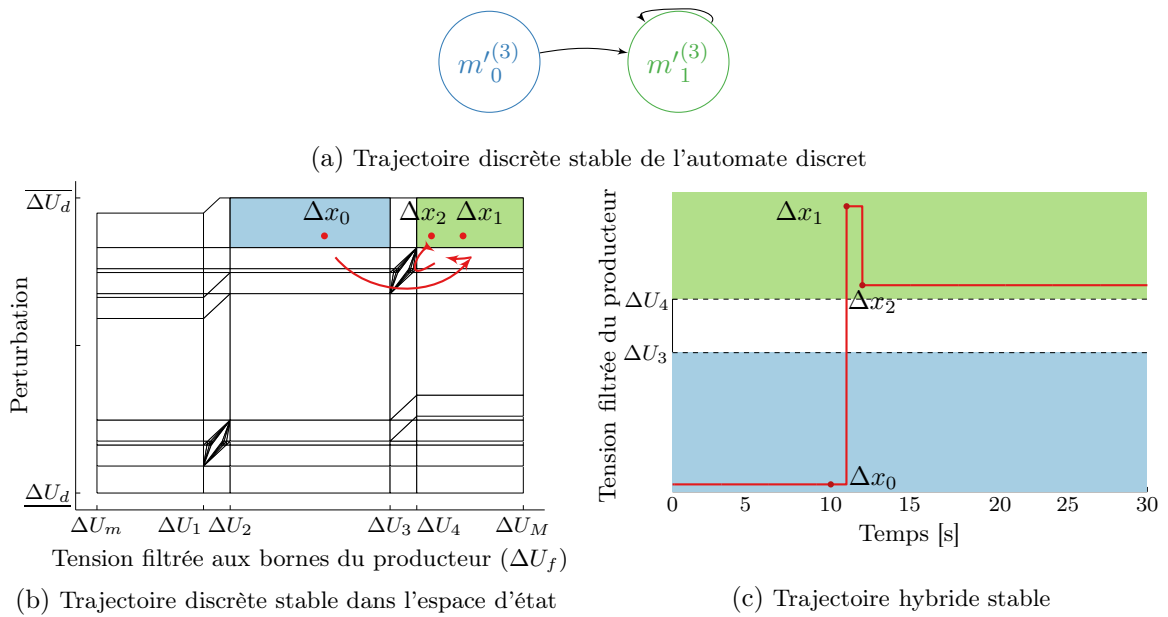 m′₀⁽³⁾ m′₁⁽³⁾
(a) Trajectoire discrète stable de l'automate discret
Perturbation
\overline{ΔU_d}
\underline{ΔU_d}
Δx₀ Δx₂ Δx₁
ΔU_m ΔU₁ ΔU₂ ΔU₃ ΔU₄ ΔU_M
Tension filtrée aux bornes du producteur (ΔU_f)
(b) Trajectoire discrète stable dans l'espace d'état
Tension filtrée du producteur
ΔU₄
ΔU₃
Δx₁
Δx₂
Δx₀
0 5 10 15 20 25 30
Temps [s]
(c) Trajectoire hybride stable